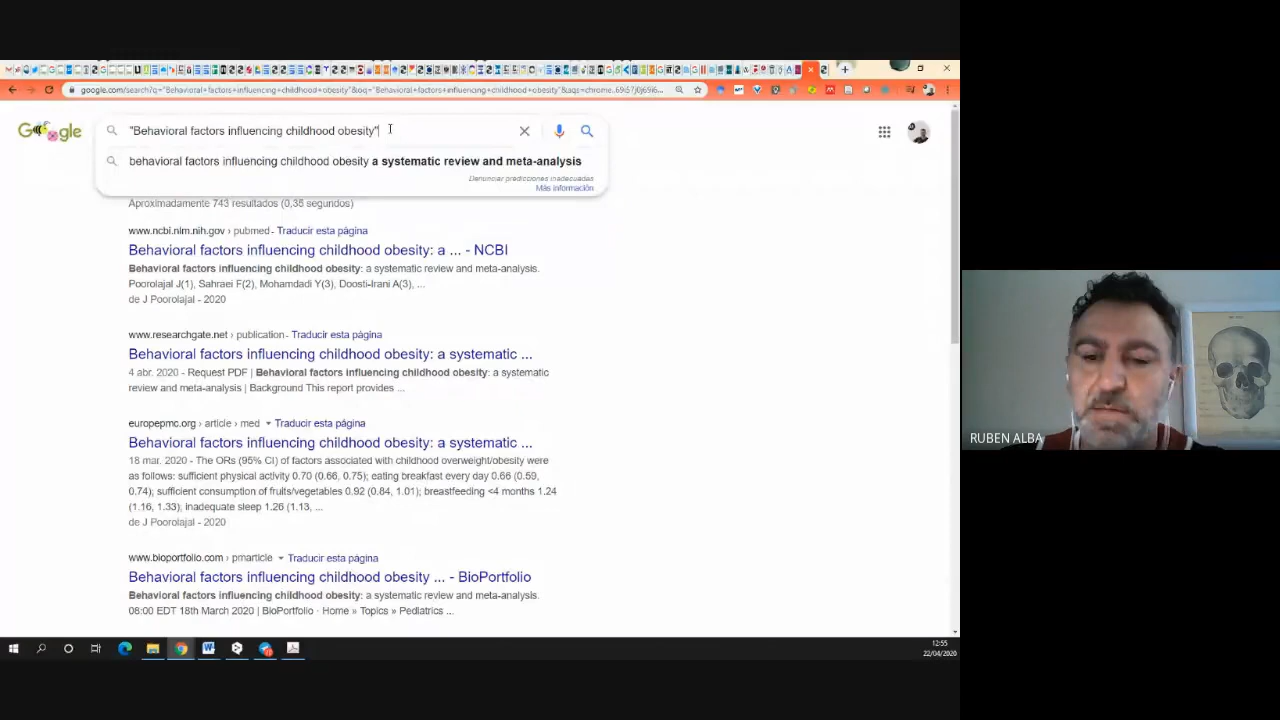 google.com/search?q="Behavioral+factors+influencing+childhood+obesity"&oq="Behavioral+factors+influencing+childhood+obesity"&aqs=chrome..69i57j0j69i6...
Google
"Behavioral factors influencing childhood obesity"
behavioral factors influencing childhood obesity a systematic review and meta-analysis
Denunciar predicciones inadecuadas
Más información
Aproximadamente 743 resultados (0,35 segundos)
www.ncbi.nlm.nih.gov › pubmed - Traducir esta página
Behavioral factors influencing childhood obesity: a ... - NCBI
Behavioral factors influencing childhood obesity: a systematic review and meta-analysis.
Poorolajal J(1), Sahraei F(2), Mohamdadi Y(3), Doosti-Irani A(3), ...
de J Poorolajal - 2020
www.researchgate.net › publication - Traducir esta página
Behavioral factors influencing childhood obesity: a systematic ...
4 abr. 2020 - Request PDF | Behavioral factors influencing childhood obesity: a systematic
review and meta-analysis | Background This report provides ...
europepmc.org › article › med ▾ Traducir esta página
Behavioral factors influencing childhood obesity: a systematic ...
18 mar. 2020 - The ORs (95% CI) of factors associated with childhood overweight/obesity were
as follows: sufficient physical activity 0.70 (0.66, 0.75); eating breakfast every day 0.66 (0.59,
0.74); sufficient consumption of fruits/vegetables 0.92 (0.84, 1.01); breastfeeding <4 months 1.24
(1.16, 1.33); inadequate sleep 1.26 (1.13, ...
de J Poorolajal - 2020
www.bioportfolio.com › pmarticle ▾ Traducir esta página
Behavioral factors influencing childhood obesity ... - BioPortfolio
Behavioral factors influencing childhood obesity: a systematic review and meta-analysis.
08:00 EDT 18th March 2020 | BioPortfolio · Home » Topics » Pediatrics ...
12:55
22/04/2020
RUBEN ALBA